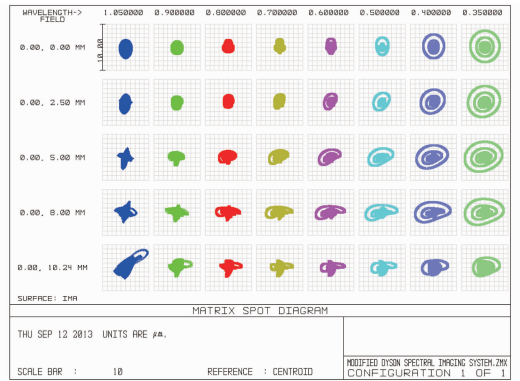 WAVELENGTH-> 1.050000 0.900000 0.800000 0.700000 0.600000 0.500000 0.400000 0.350000
FIELD
0.00, 0.00 MM
10.00
0.00, 2.50 MM
0.00, 5.00 MM
0.00, 8.00 MM
0.00, 10.24 MM
SURFACE: IMA
MATRIX SPOT DIAGRAM
THU SEP 12 2013 UNITS ARE µm.
SCALE BAR : 10 REFERENCE : CENTROID
MODIFIED DYSON SPECTRAL IMAGING SYSTEM.ZMX
CONFIGURATION 1 OF 1